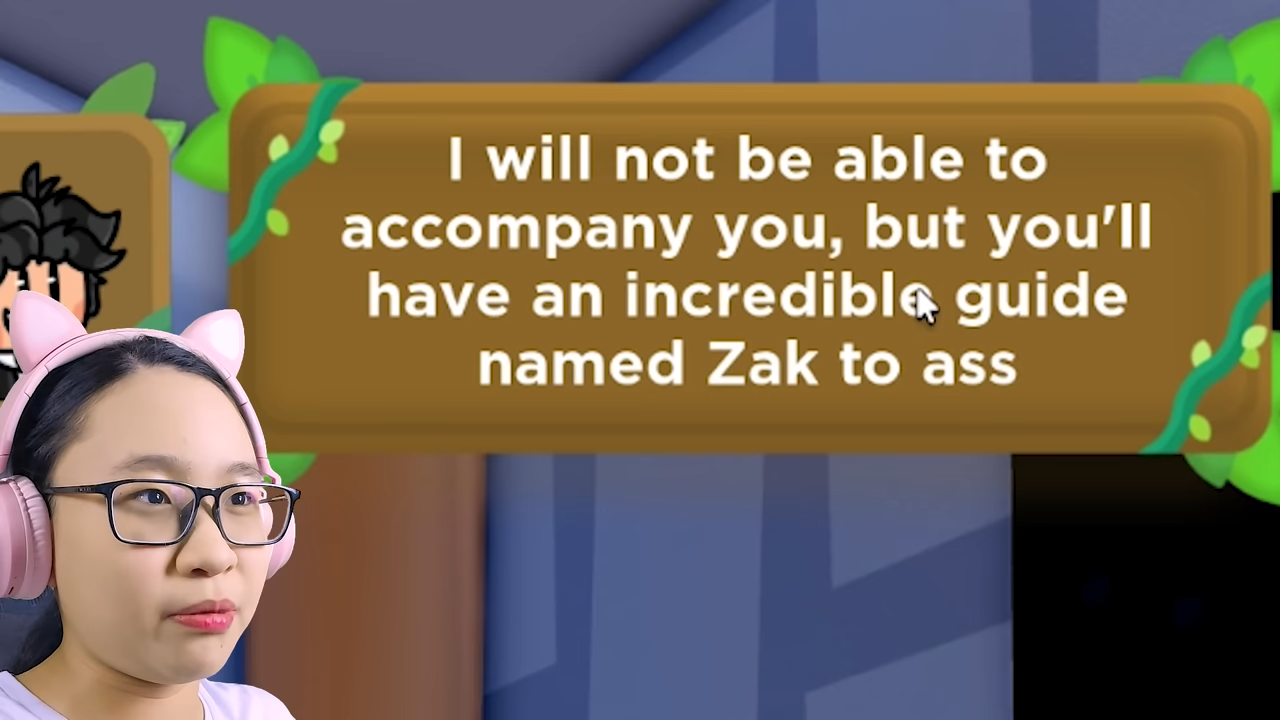 I will not be able to
accompany you, but you'll
have an incredible guide
named Zak to ass